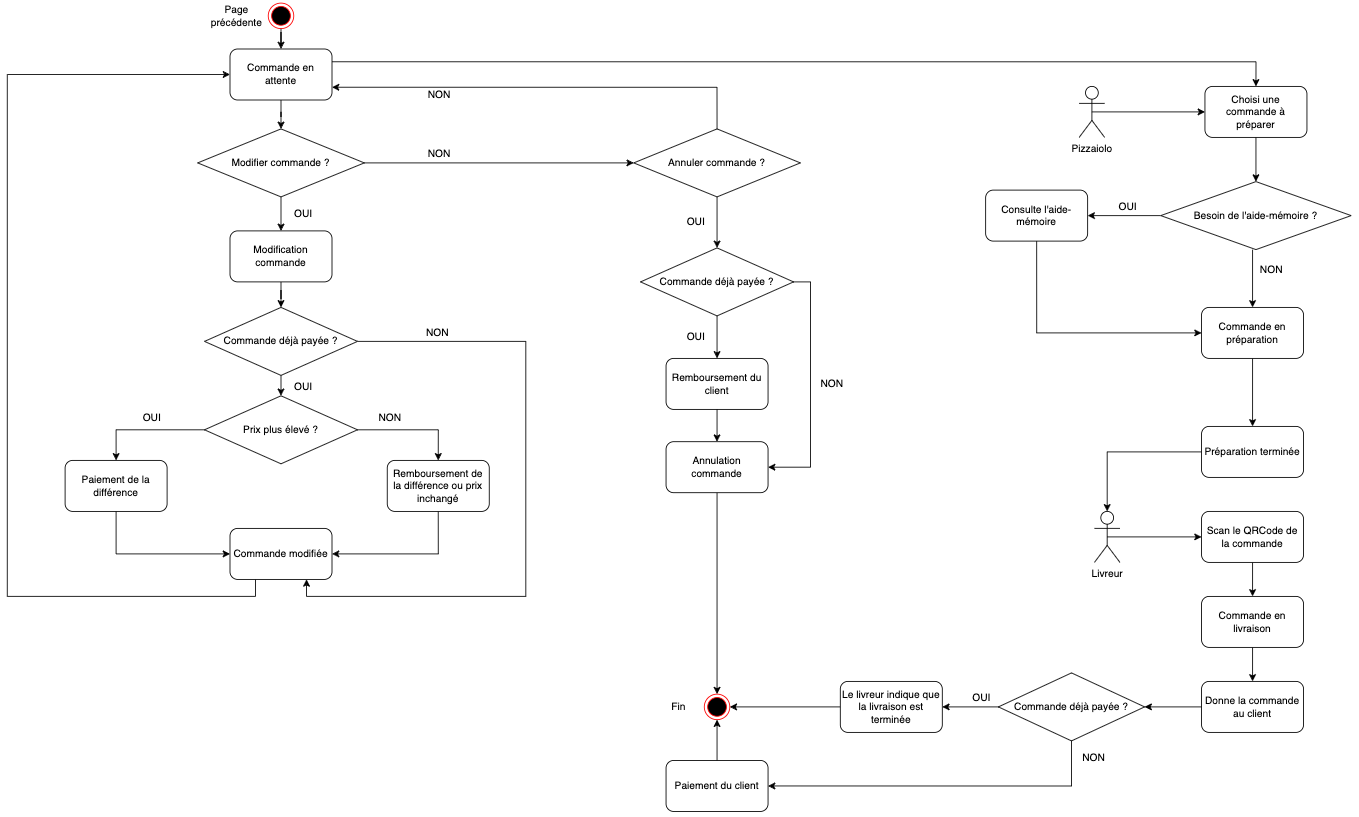 Page
précédente
Commande en
attente
NON
Modifier commande ?
NON
Annuler commande ?
OUI
Modification
commande
Commande déjà payée ?
NON
OUI
Prix plus élevé ?
OUI
NON
Paiement de la
différence
Remboursement de
la différence ou prix
inchangé
Commande modifiée
OUI
Commande déjà payée ?
OUI
NON
Remboursement du
client
Annulation
commande
Pizzaiolo
Choisi une
commande à
préparer
Besoin de l'aide-mémoire ?
OUI
Consulte l'aide-
mémoire
NON
Commande en
préparation
Préparation terminée
Livreur
Scan le QRCode de
la commande
Commande en
livraison
Donne la commande
au client
Commande déjà payée ?
OUI
Le livreur indique que
la livraison est
terminée
Fin
NON
Paiement du client